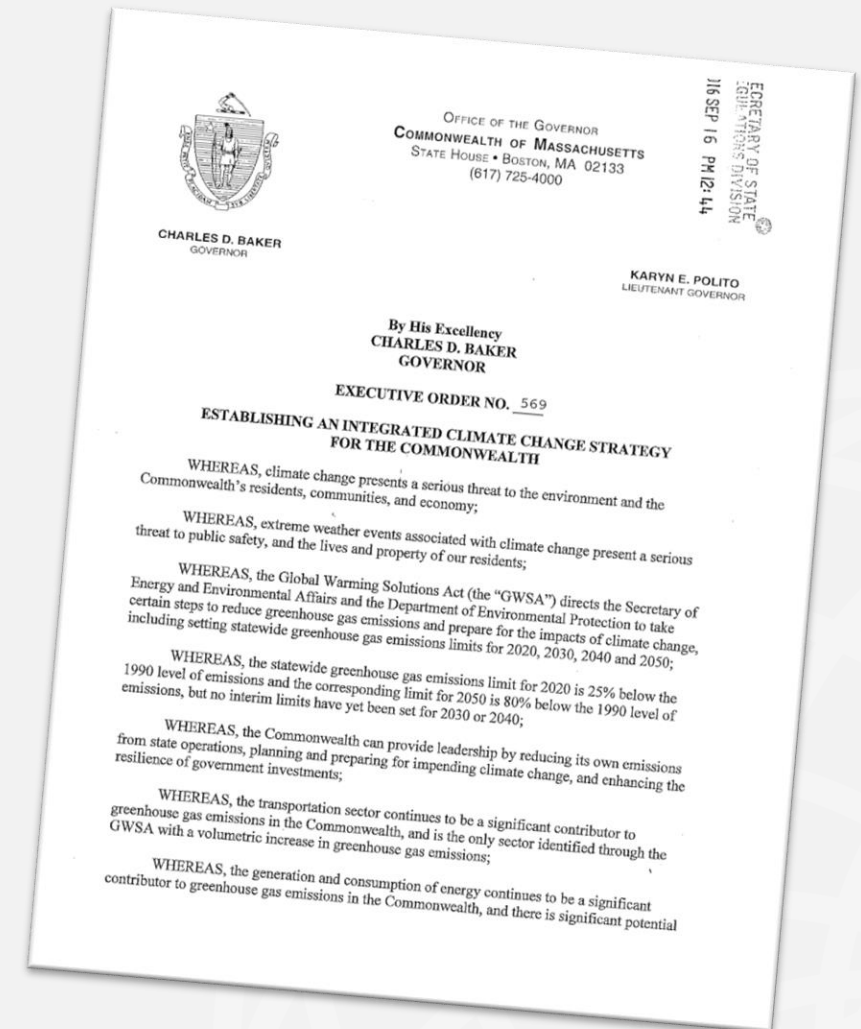 OFFICE OF THE GOVERNOR
COMMONWEALTH OF MASSACHUSETTS
STATE HOUSE • BOSTON, MA 02133
(617) 725-4000
ECRETARY OF STATE
DIVISION
016 SEP 16 PM 12:44
CHARLES D. BAKER
GOVERNOR
KARYN E. POLITO
LIEUTENANT GOVERNOR
By His Excellency
CHARLES D. BAKER
GOVERNOR
EXECUTIVE ORDER NO. 569
ESTABLISHING AN INTEGRATED CLIMATE CHANGE STRATEGY
FOR THE COMMONWEALTH
WHEREAS, climate change presents a serious threat to the environment and the
Commonwealth's residents, communities, and economy;
WHEREAS, extreme weather events associated with climate change present a serious
threat to public safety, and the lives and property of our residents;
WHEREAS, the Global Warming Solutions Act (the "GWSA") directs the Secretary of
Energy and Environmental Affairs and the Department of Environmental Protection to take
certain steps to reduce greenhouse gas emissions and prepare for the impacts of climate change,
including setting statewide greenhouse gas emissions limits for 2020, 2030, 2040 and 2050;
WHEREAS, the statewide greenhouse gas emissions limit for 2020 is 25% below the
1990 level of emissions and the corresponding limit for 2050 is 80% below the 1990 level of
emissions, but no interim limits have yet been set for 2030 or 2040;
WHEREAS, the Commonwealth can provide leadership by reducing its own emissions
from state operations, planning and preparing for impending climate change, and enhancing the
resilience of government investments;
WHEREAS, the transportation sector continues to be a significant contributor to
greenhouse gas emissions in the Commonwealth, and is the only sector identified through the
GWSA with a volumetric increase in greenhouse gas emissions;
WHEREAS, the generation and consumption of energy continues to be a significant
contributor to greenhouse gas emissions in the Commonwealth, and there is significant potential